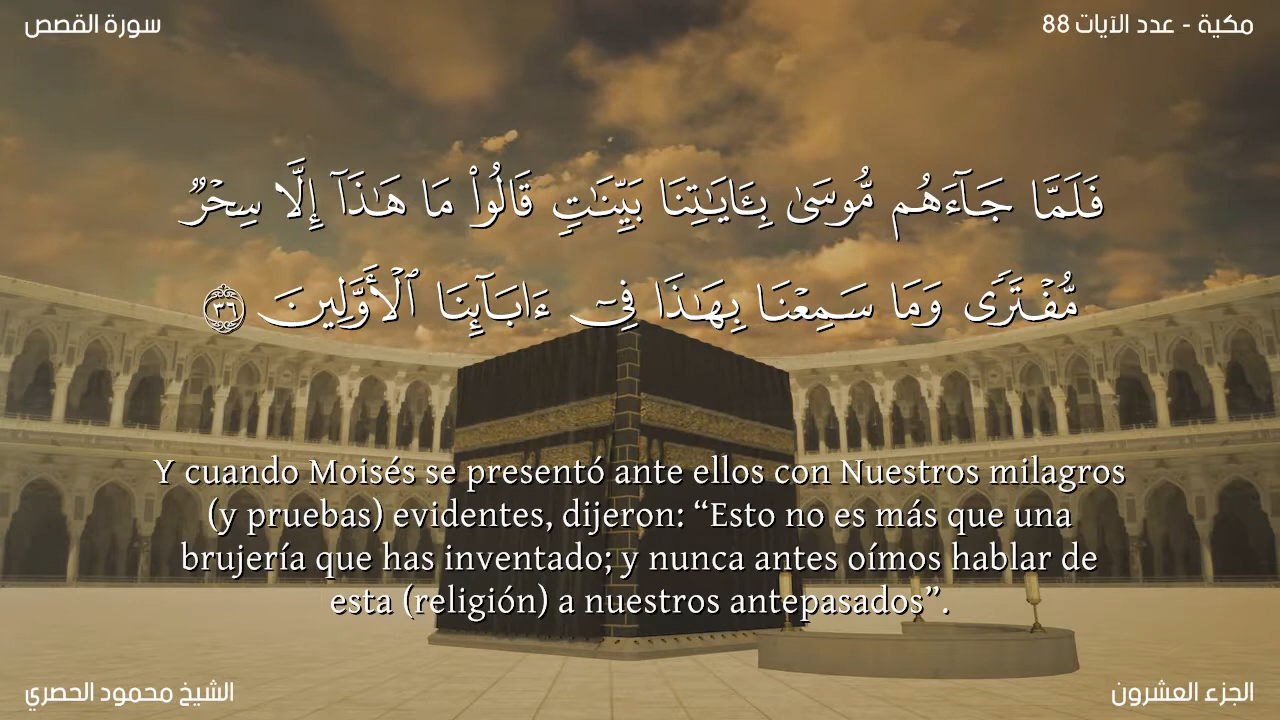 مكية - عدد الآيات 88
سورة القصص
فَلَمَّا جَآءَهُم مُّوسَىٰ بِـَٔايَـٰتِنَا بَيِّنَـٰتٍ قَالُوا۟ مَا هَـٰذَآ إِلَّا سِحْرٌ
مُّفْتَرًى وَمَا سَمِعْنَا بِهَـٰذَا فِىٓ ءَابَآئِنَا ٱلْأَوَّلِينَ ٣٦
Y cuando Moisés se presentó ante ellos con Nuestros milagros
(y pruebas) evidentes, dijeron: “Esto no es más que una
brujería que has inventado; y nunca antes oímos hablar de
esta (religión) a nuestros antepasados”.
الجزء العشرون
الشيخ محمود الحصري